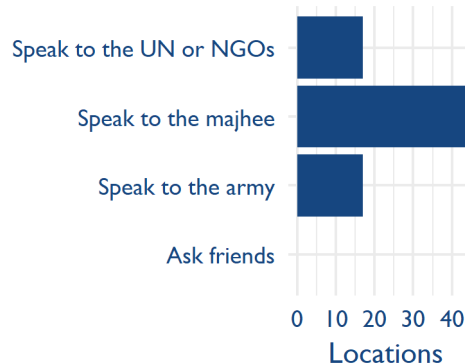 Speak to the UN or NGOs
Speak to the majhee
Speak to the army
Ask friends
0 10 20 30 40
Locations